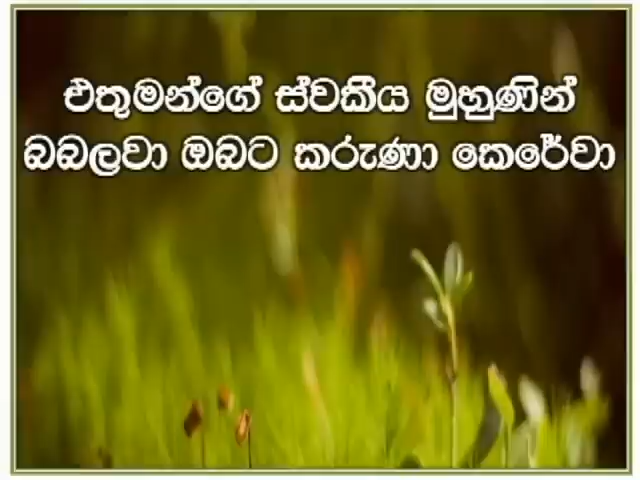 එතුමන්ගේ ස්වකීය මුහුණින්
බබලවා ඔබට කරුණා කෙරේවා